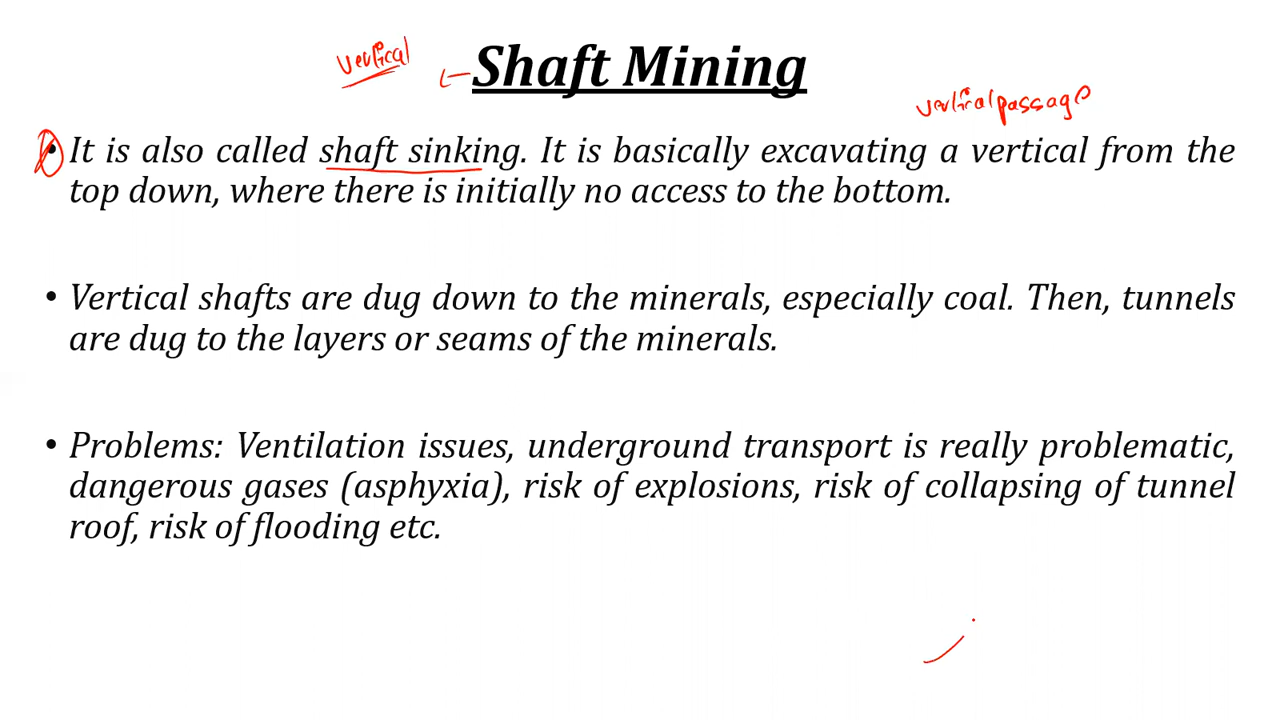 vertical
Shaft Mining
vertical passage
• It is also called shaft sinking. It is basically excavating a vertical from the
top down, where there is initially no access to the bottom.
• Vertical shafts are dug down to the minerals, especially coal. Then, tunnels
are dug to the layers or seams of the minerals.
• Problems: Ventilation issues, underground transport is really problematic,
dangerous gases (asphyxia), risk of explosions, risk of collapsing of tunnel
roof, risk of flooding etc.